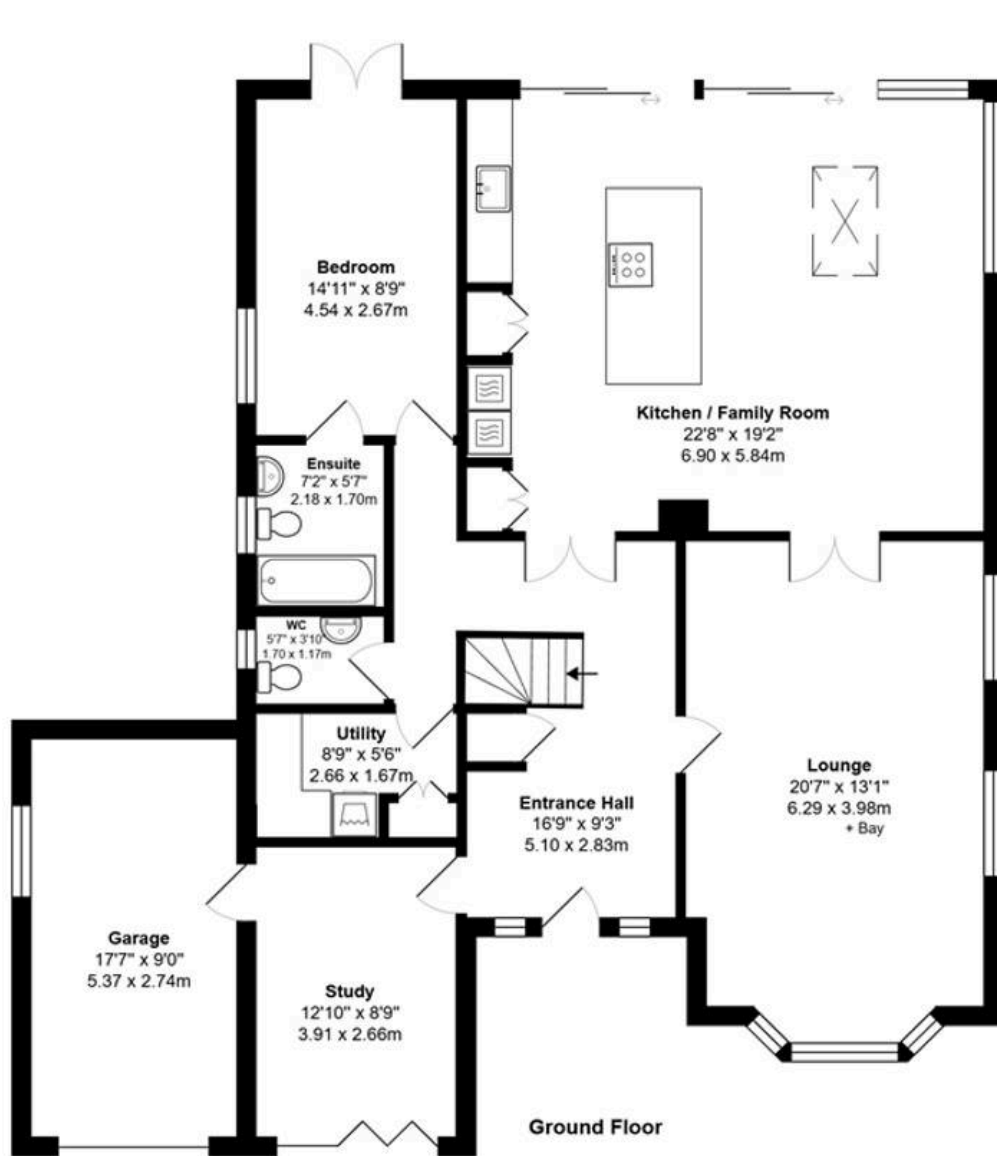 Bedroom
14'11" x 8'9"
4.54 x 2.67m
Kitchen / Family Room
22'8" x 19'2"
6.90 x 5.84m
Ensuite
7'2" x 5'7"
2.18 x 1.70m
WC
5'7" x 3'10"
1.70 x 1.17m
Utility
8'9" x 5'6"
2.66 x 1.67m
Entrance Hall
16'9" x 9'3"
5.10 x 2.83m
Lounge
20'7" x 13'1"
6.29 x 3.98m
+ Bay
Garage
17'7" x 9'0"
5.37 x 2.74m
Study
12'10" x 8'9"
3.91 x 2.66m
Ground Floor